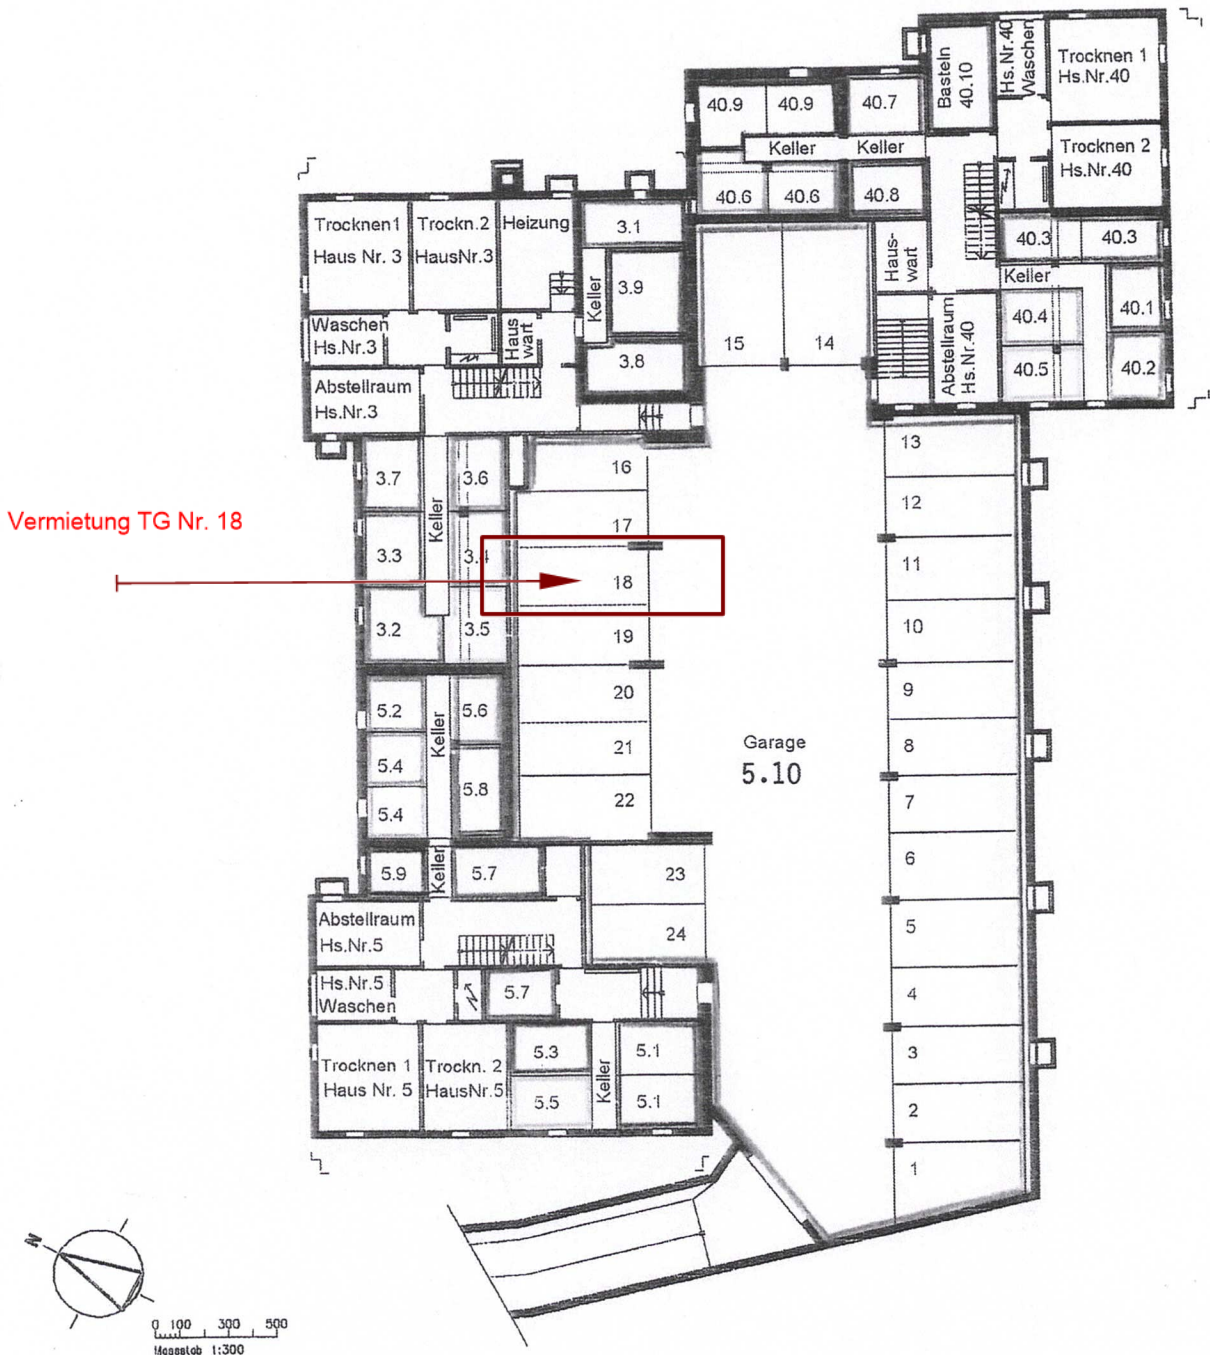 Basteln
40.10
Hs.Nr.40
Waschen
Trocknen 1
Hs.Nr.40
40.9
40.9
40.7
Keller
Keller
Trocknen 2
Hs.Nr.40
40.6
40.6
40.8
Trocknen1
Haus Nr. 3
Trockn.2
HausNr.3
Heizung
3.1
Haus-
wart
40.3
40.3
Keller
Keller
3.9
40.1
40.4
Waschen
Hs.Nr.3
Haus
wart
15
14
Abstellraum
Hs.Nr.40
3.8
40.5
40.2
Abstellraum
Hs.Nr.3
13
3.7
3.6
16
Keller
12
Vermietung TG Nr. 18
17
3.3
3.4
11
18
3.2
3.5
19
10
5.2
5.6
20
9
Keller
Garage
5.10
21
8
5.4
5.8
22
7
5.4
6
5.9
Keller
5.7
23
Abstellraum
Hs.Nr.5
24
5
Hs.Nr.5
Waschen
5.7
4
Trocknen 1
Haus Nr. 5
Trockn. 2
HausNr.5
5.3
Keller
5.1
3
5.5
5.1
2
1
N
0 100 300 500
Massstab 1:300